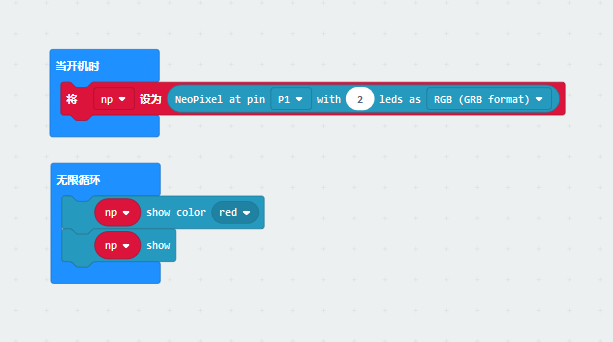 当开机时
将 np 设为 NeoPixel at pin P1 with 2 leds as RGB (GRB format)
无限循环
np show color red
np show